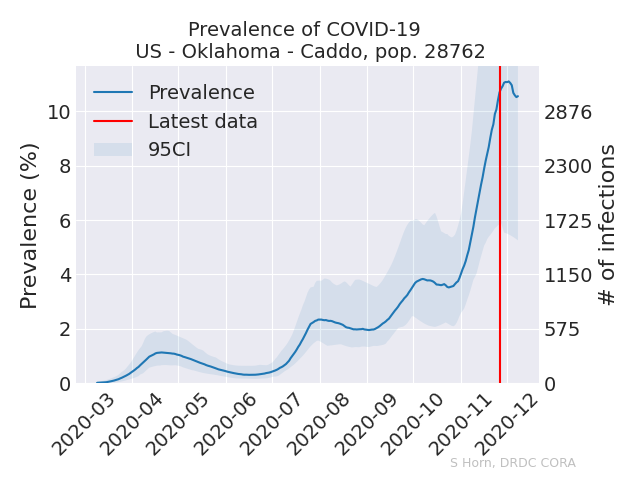 Prevalence of COVID-19
US - Oklahoma - Caddo, pop. 28762
Prevalence
Latest data
95CI
Prevalence (%)
10
8
6
4
2
0
2876
2300
1725
1150
575
0
# of infections
2020-03
2020-04
2020-05
2020-06
2020-07
2020-08
2020-09
2020-10
2020-11
2020-12
S Horn, DRDC CORA